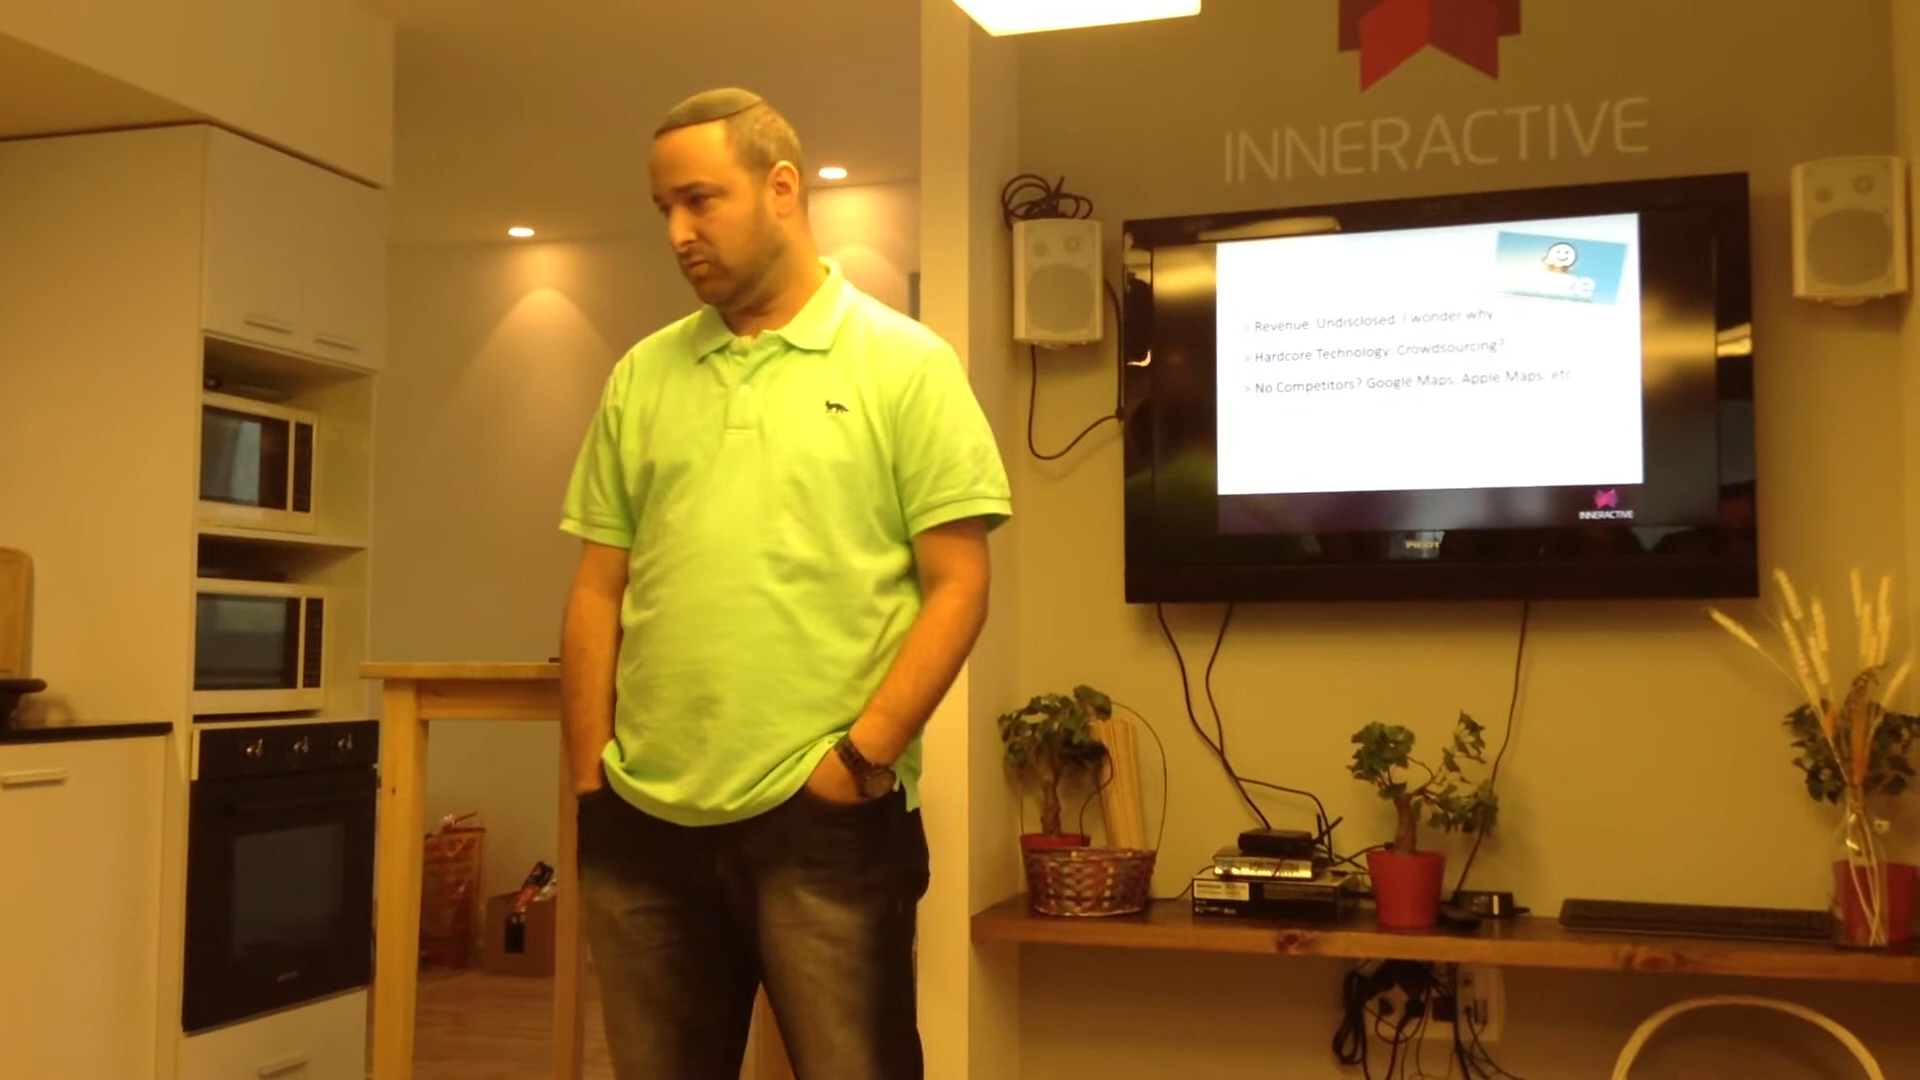 INNERACTIVE
> Revenue: Undisclosed. I wonder why
> Hardcore Technology: Crowdsourcing?
> No Competitors? Google Maps, Apple Maps, etc
INNERACTIVE